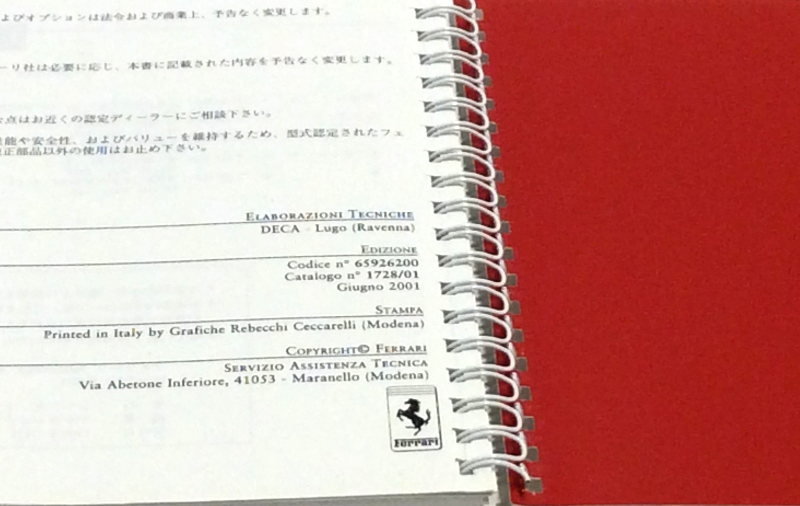 よびオプションは法令および商業上、予告なく変更します。
ーリ社は必要に応じ、本書に記載された内容を予告なく変更します。
点はお近くの認定ディーラーにご相談下さい。
能や安全性、およびバリューを維持するため、型式認定されたフェ
正部品以外の使用はお止め下さい。
ELABORAZIONI TECNICHE
DECA - Lugo (Ravenna)
EDIZIONE
Codice n° 65926200
Catalogo n° 1728/01
Giugno 2001
STAMPA
Printed in Italy by Grafiche Rebecchi Ceccarelli (Modena)
COPYRIGHT© FERRARI
SERVIZIO ASSISTENZA TECNICA
Via Abetone Inferiore, 41053 - Maranello (Modena)
Ferrari